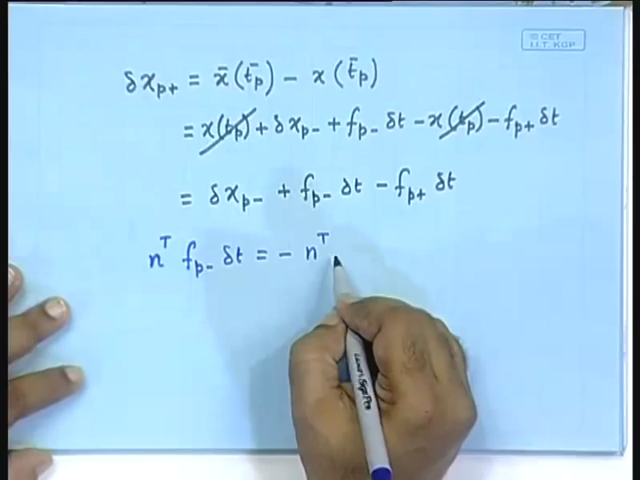 © CET
I.I.T. KGP
δx_{p+} = x̄(t̄_p) − x(t̄_p)
= x(t_p) + δx_{p−} + f_{p−} δt − x(t_p) − f_{p+} δt
= δx_{p−} + f_{p−} δt − f_{p+} δt
n^T f_{p−} δt = − n^T